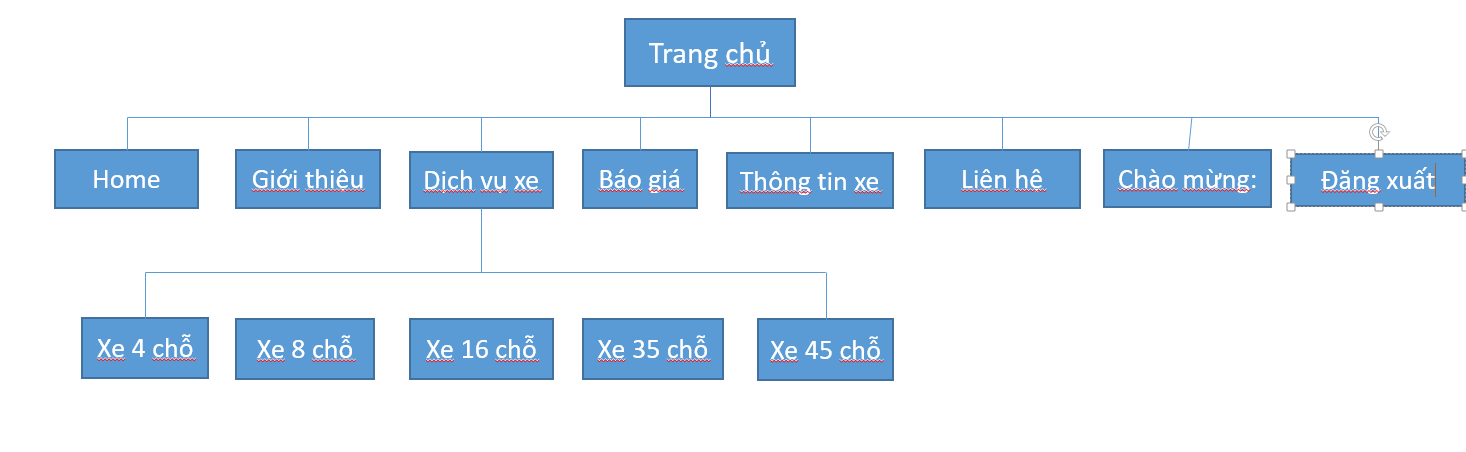 Trang chủ
Home
Giới thiêu
Dịch vụ xe
Báo giá
Thông tin xe
Liên hê
Chào mừng:
Đăng xuất
Xe 4 chỗ
Xe 8 chỗ
Xe 16 chỗ
Xe 35 chỗ
Xe 45 chỗ